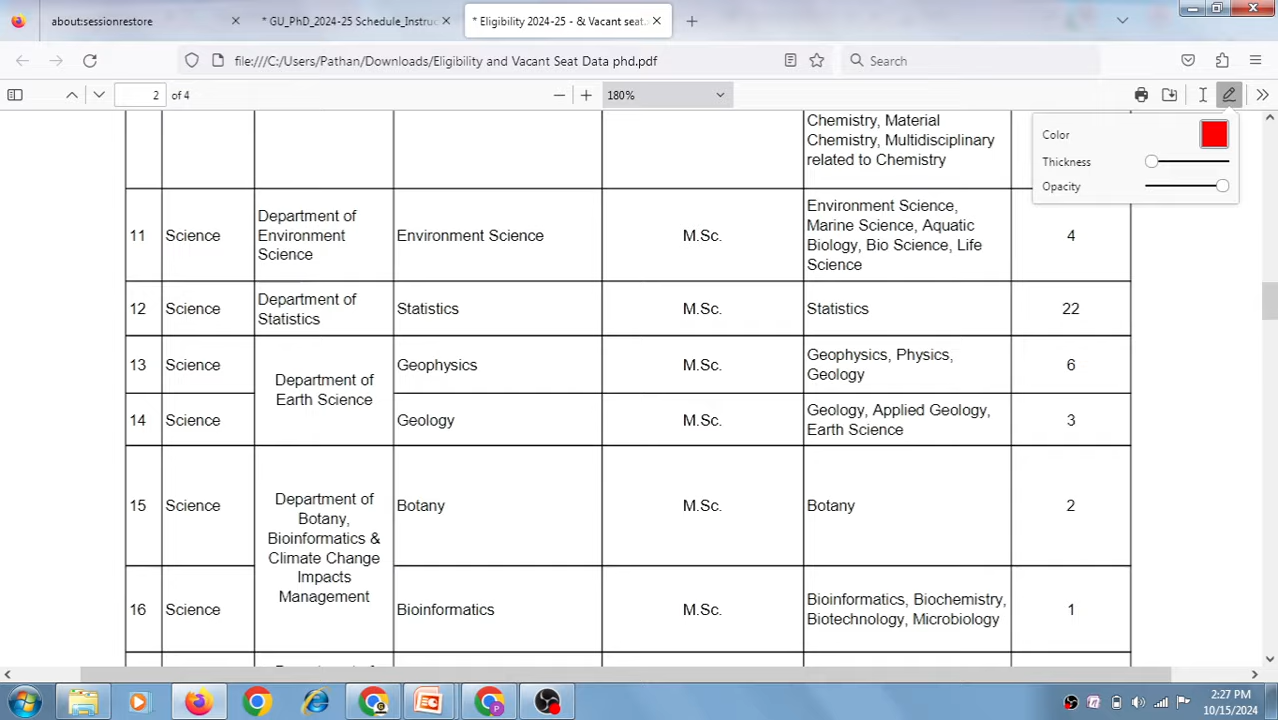 about:sessionrestore
* GU_PhD_2024-25 Schedule_Instruc
* Eligibility 2024-25 - & Vacant seat.
file:///C:/Users/Pathan/Downloads/Eligibility and Vacant Seat Data phd.pdf
Search
2 of 4
180%
Color
Thickness
Opacity
Chemistry, Material
Chemistry, Multidisciplinary
related to Chemistry
11 Science Department of Environment Science Environment Science M.Sc. Environment Science, 4
Marine Science, Aquatic
Biology, Bio Science, Life
Science
12 Science Department of Statistics Statistics M.Sc. Statistics 22
13 Science Department of Earth Science Geophysics M.Sc. Geophysics, Physics, 6
Geology
14 Science Geology M.Sc. Geology, Applied Geology, 3
Earth Science
15 Science Department of Botany, Bioinformatics & Climate Change Impacts Management Botany M.Sc. Botany 2
16 Science Bioinformatics M.Sc. Bioinformatics, Biochemistry, 1
Biotechnology, Microbiology
2:27 PM
10/15/2024